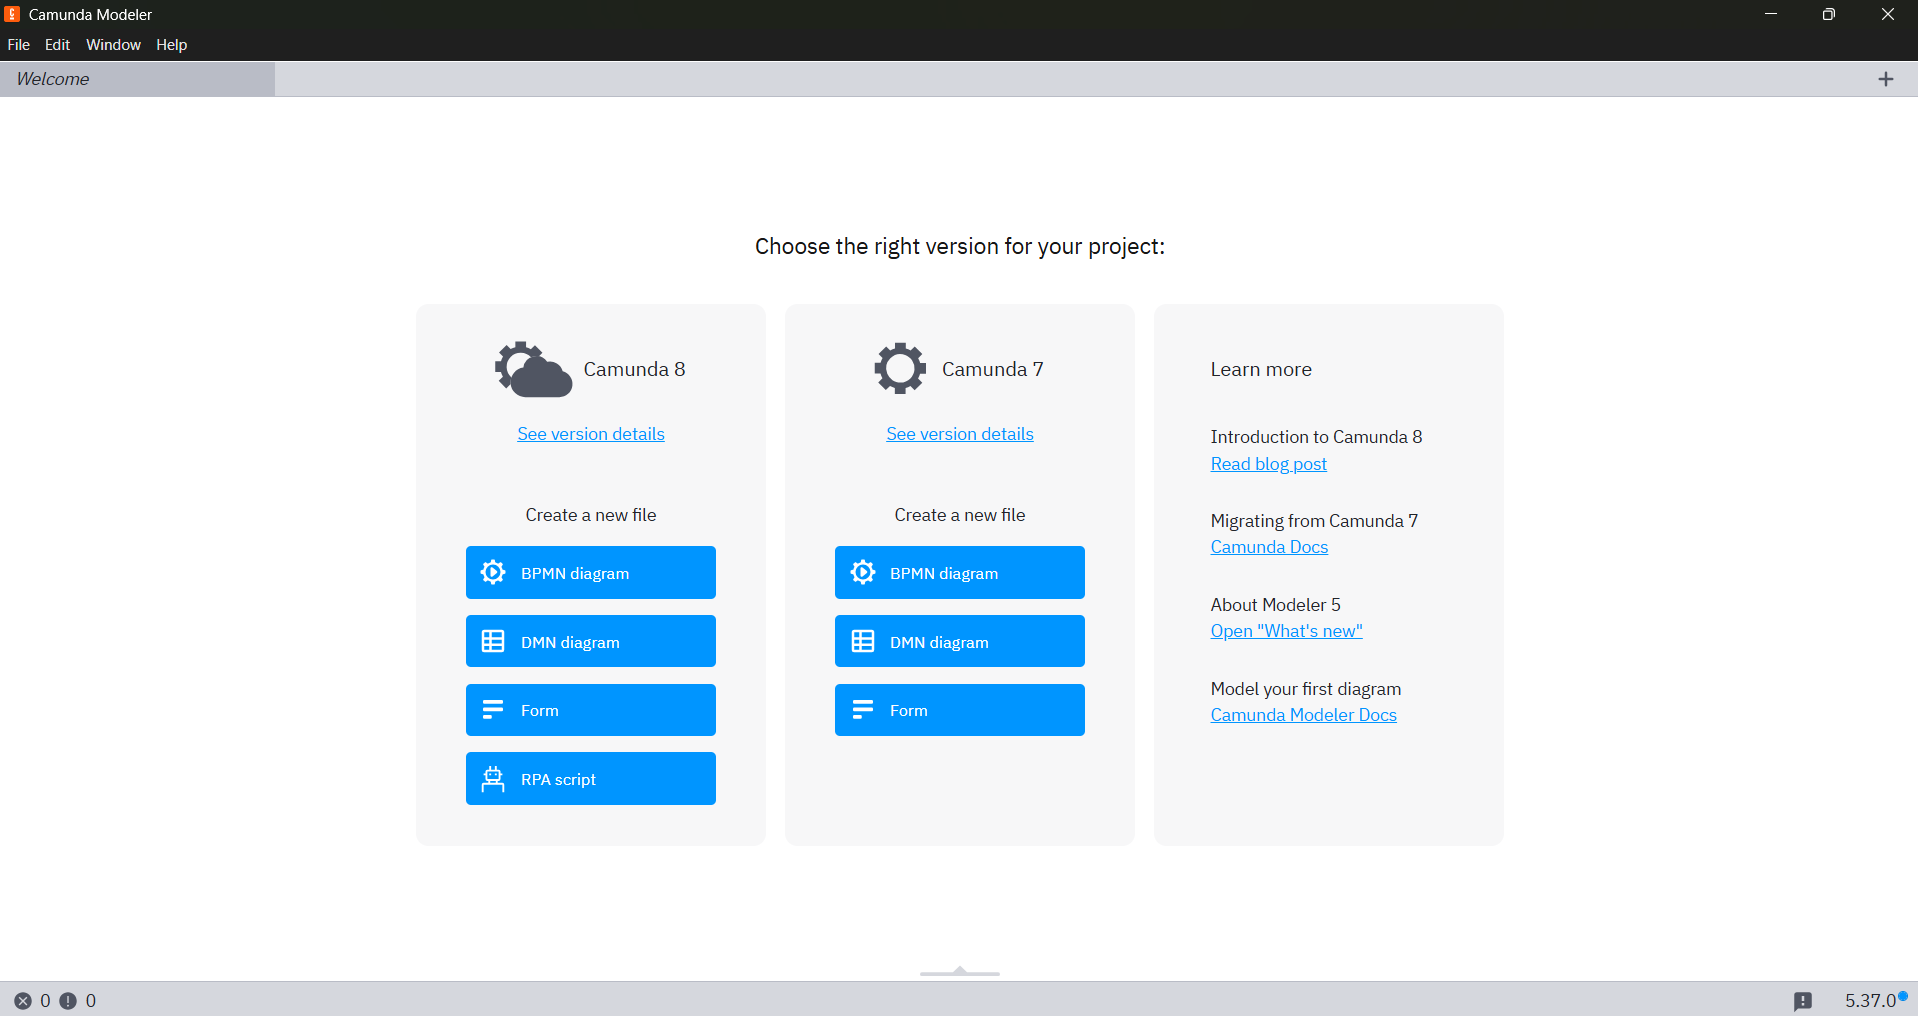 Camunda Modeler
File Edit Window Help
Welcome
Choose the right version for your project:
Camunda 8
See version details
Create a new file
BPMN diagram
DMN diagram
Form
RPA script
Camunda 7
See version details
Create a new file
BPMN diagram
DMN diagram
Form
Learn more
Introduction to Camunda 8
Read blog post
Migrating from Camunda 7
Camunda Docs
About Modeler 5
Open "What's new"
Model your first diagram
Camunda Modeler Docs
0 0
5.37.0